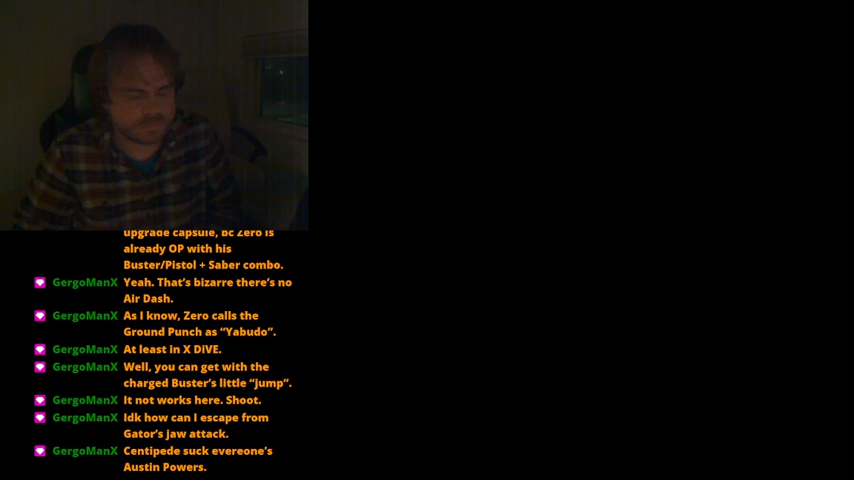 upgrade capsule, bc Zero is
already OP with his
Buster/Pistol + Saber combo.
GergoManX Yeah. That's bizarre there's no
Air Dash.
GergoManX As I know, Zero calls the
Ground Punch as “Yabudo”.
GergoManX At least in X DiVE.
GergoManX Well, you can get with the
charged Buster's little “jump”.
GergoManX It not works here. Shoot.
GergoManX Idk how can I escape from
Gator's jaw attack.
GergoManX Centipede suck evereone's
Austin Powers.